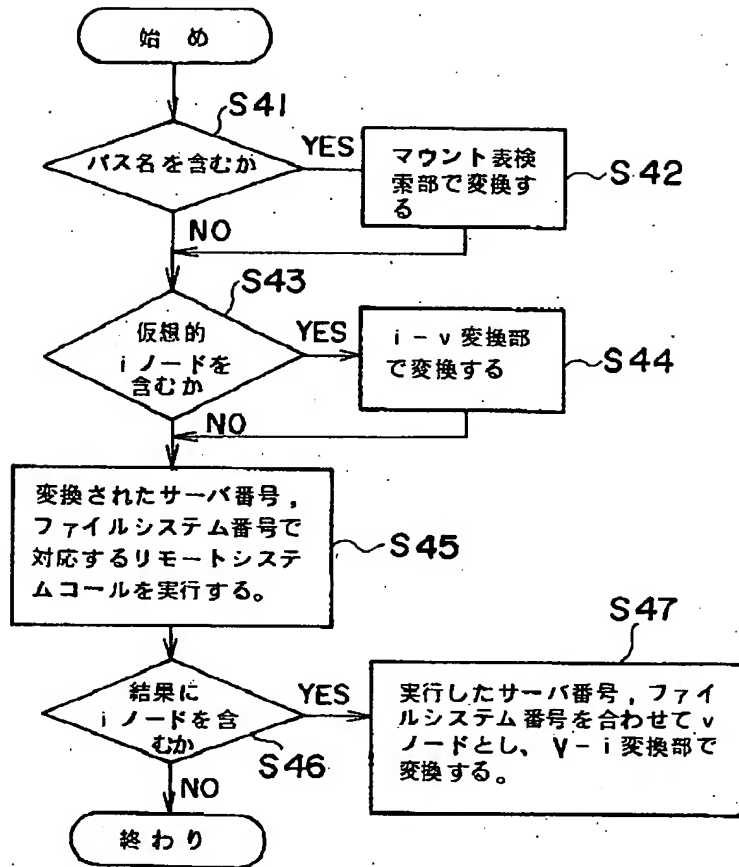 始め
S41
パス名を含むか
YES
マウント表検
索部で変換す
る
S42
NO
S43
仮想的
iノードを
含むか
YES
i-v変換部
で変換する
S44
NO
変換されたサーバ番号,
ファイルシステム番号で
対応するリモートシステ
ムコールを実行する。
S45
S47
結果に
iノードを含
むか
YES
S46
実行したサーバ番号,ファイ
ルシステム番号を合わせてv
ノードとし、V-i変換部で
変換する。
NO
終わり